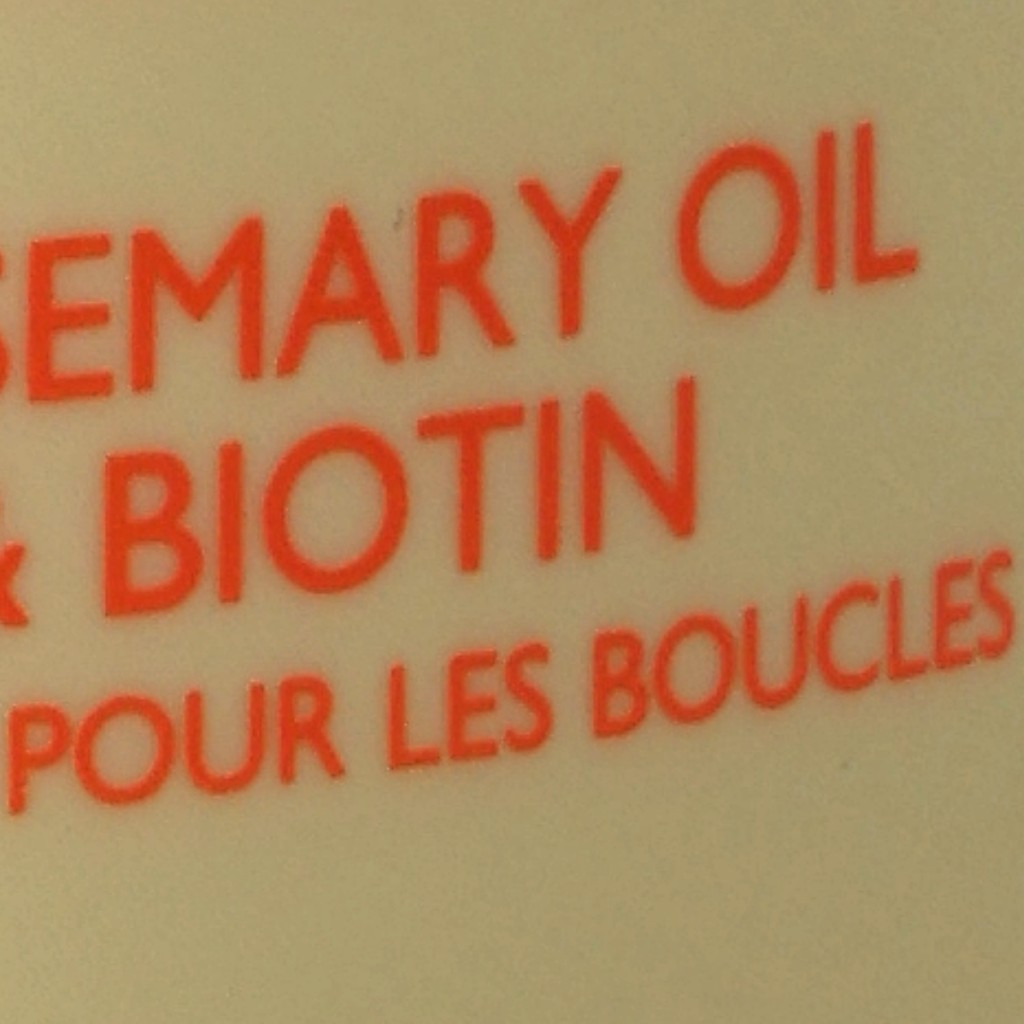 SEMARY OIL
& BIOTIN
POUR LES BOUCLES